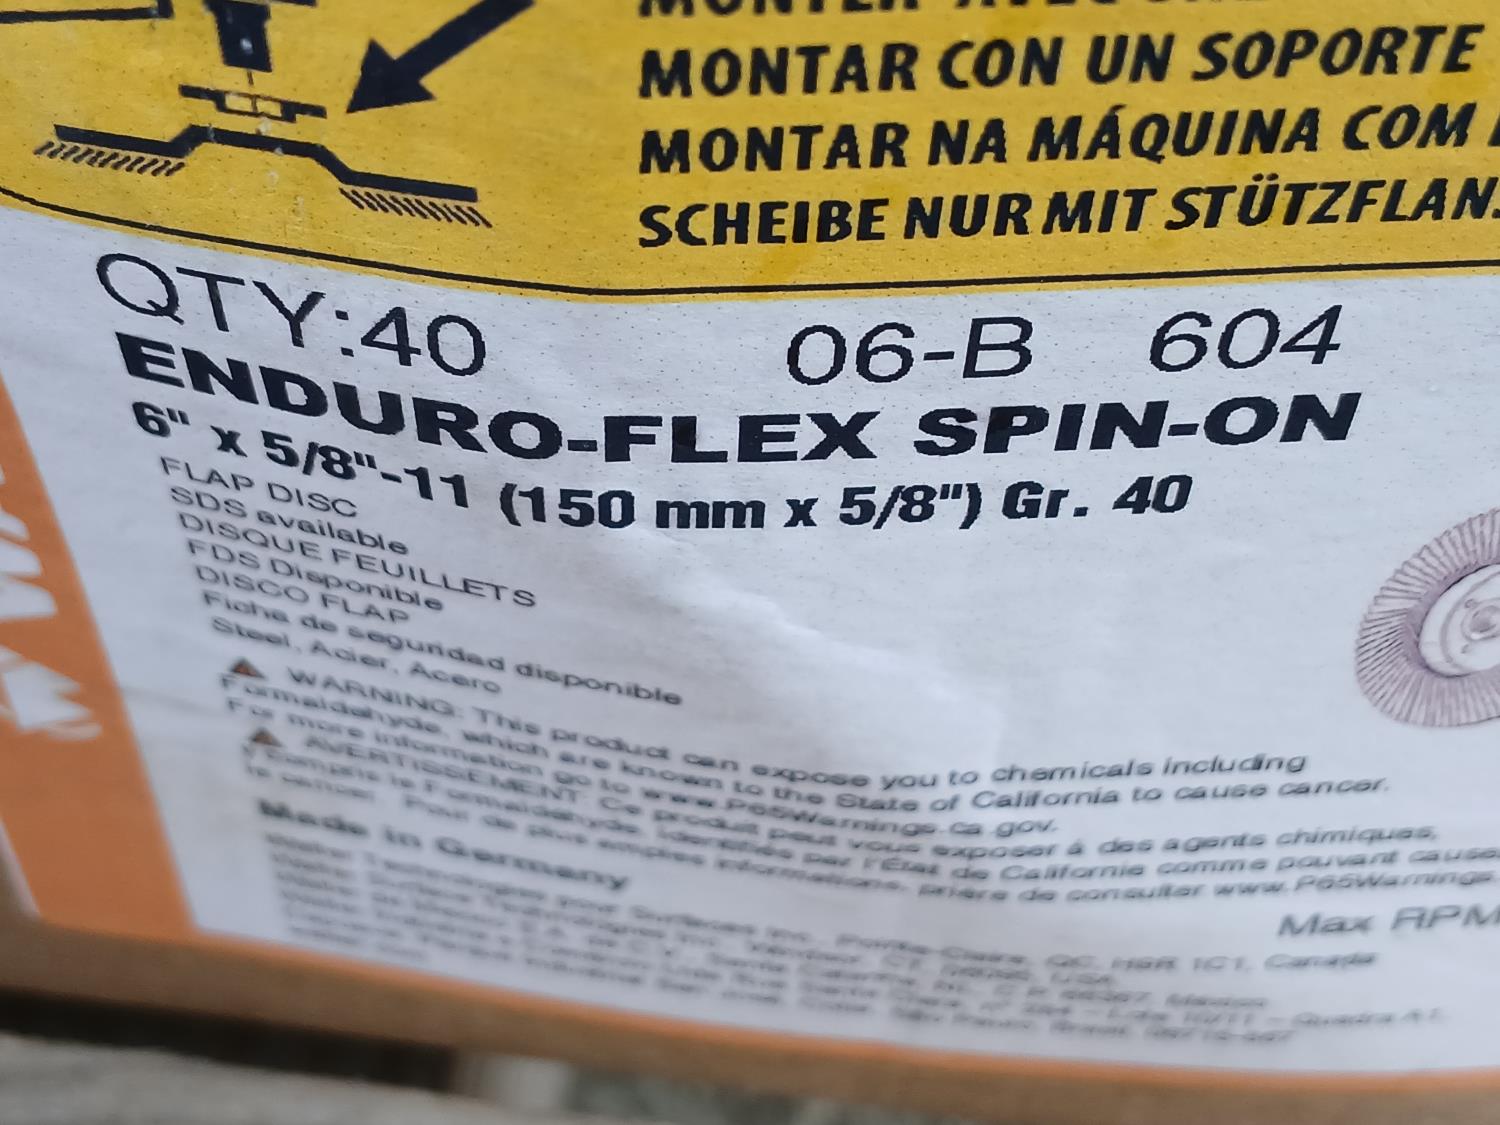 MONTAR CON UN SOPORTE
MONTAR NA MÁQUINA COM
SCHEIBE NUR MIT STÜTZFLAN
QTY:40 06-B 604
ENDURO-FLEX SPIN-ON
6" x 5/8"-11 (150 mm x 5/8") Gr. 40
FLAP DISC
SDS available
DISQUE FEUILLETS
FDS Disponible
DISCO FLAP
Ficha de seguridad disponible
Steel, Acier, Acero
WARNING: This product can expose you to chemicals including
Formaldehyde, which are known to the State of California to cause cancer.
For more information go to www.P65Warnings.ca.gov.
AVERTISSEMENT: Ce produit peut vous exposer à des agents chimiques,
y compris le Formaldehyde, identifiés par l'État de Californie comme pouvant cause
le cancer. Pour de plus amples informations, prière de consulter www.P65Warnings.
Made in Germany
Max RPM